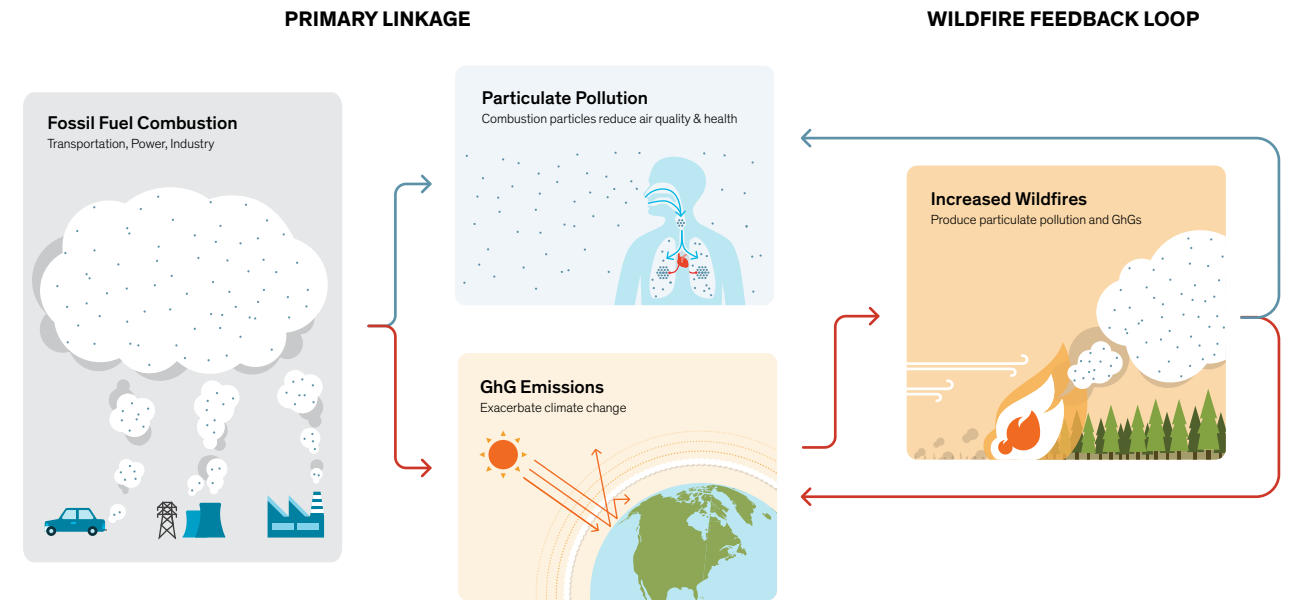 PRIMARY LINKAGE
WILDFIRE FEEDBACK LOOP
Fossil Fuel Combustion
Transportation, Power, Industry
Particulate Pollution
Combustion particles reduce air quality & health
GhG Emissions
Exacerbate climate change
Increased Wildfires
Produce particulate pollution and GhGs